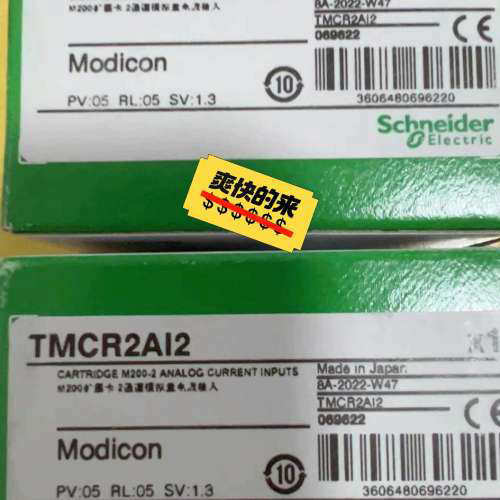 M200扩展卡 2通道模拟量电流输入
8A-2022-W47
TMCR2AI2
069622
CE
Modicon
10
PV:05 RL:05 SV:1.3
3606480696220
Schneider
Electric
爽快的来
$$$$$$
TMCR2AI2
X1
CARTRIDGE M200-2 ANALOG CURRENT INPUTS
M200扩展卡 2通道模拟量电流输入
Made in Japan
8A-2022-W47
TMCR2AI2
069622
CE
Modicon
10
PV:05 RL:05 SV:1.3
3606480696220